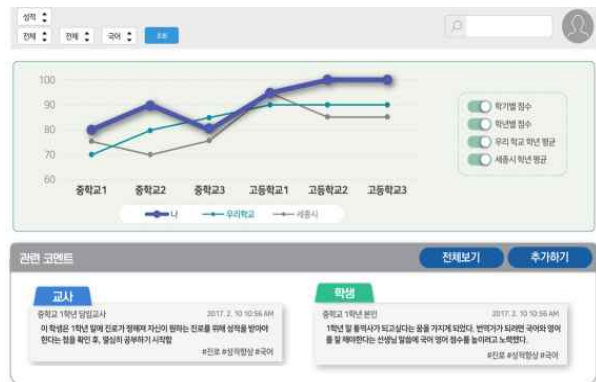 성적
전체 전체 국어 조회
100
90
80
70
60
중학교1 중학교2 중학교3 고등학교1 고등학교2 고등학교3
나 우리학교 세종시
학기별 점수
학년별 점수
우리 학교 학년 평균
세종시 학년 평균
관련 코멘트 전체보기 추가하기
교사
중학교 1학년 담임교사 2017. 2. 10 10:56 AM
이 학생은 1학년 말에 진로가 정해져 자신이 원하는 진로를 위해 성적을 받아야
한다는 점을 확인 후, 열심히 공부하기 시작함
#진로 #성적향상 #국어
학생
중학교 1학년 본인 2017. 2. 10 10:56 AM
1학년 말 통역사가 되고싶다는 꿈을 가지게 되었다. 번역가가 되려면 국어와 영어
를 잘 해야한다는 선생님 말씀에 국어 영어 점수를 높이려고 노력했다.
#진로 #성적향상 #국어